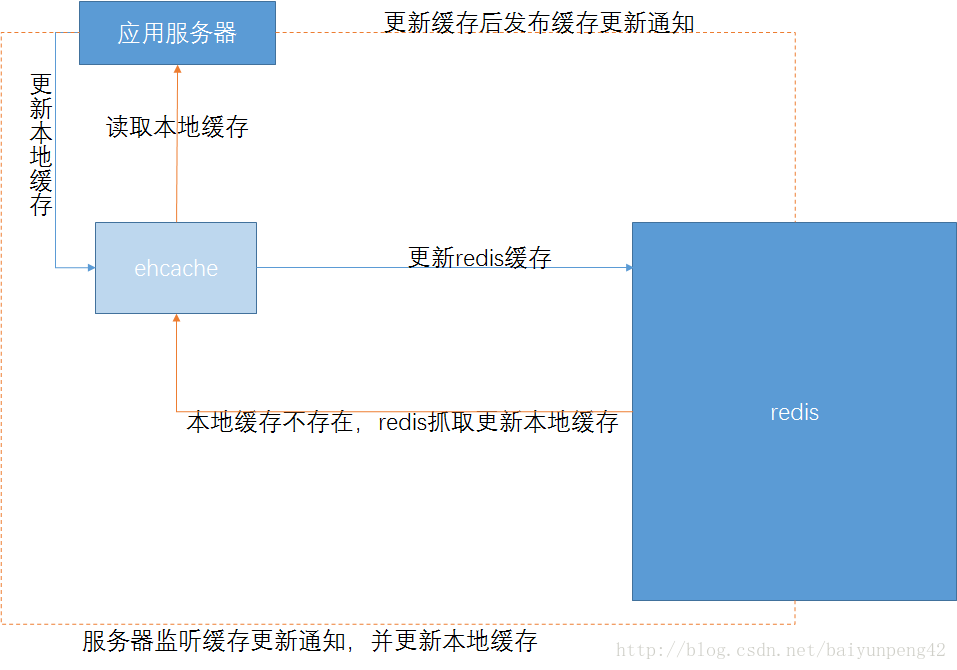 应用服务器
更新缓存后发布缓存更新通知
更新本地缓存
读取本地缓存
ehcache
更新redis缓存
本地缓存不存在，redis抓取更新本地缓存
redis
服务器监听缓存更新通知，并更新本地缓存
http://blog.csdn.net/baiyunpeng42